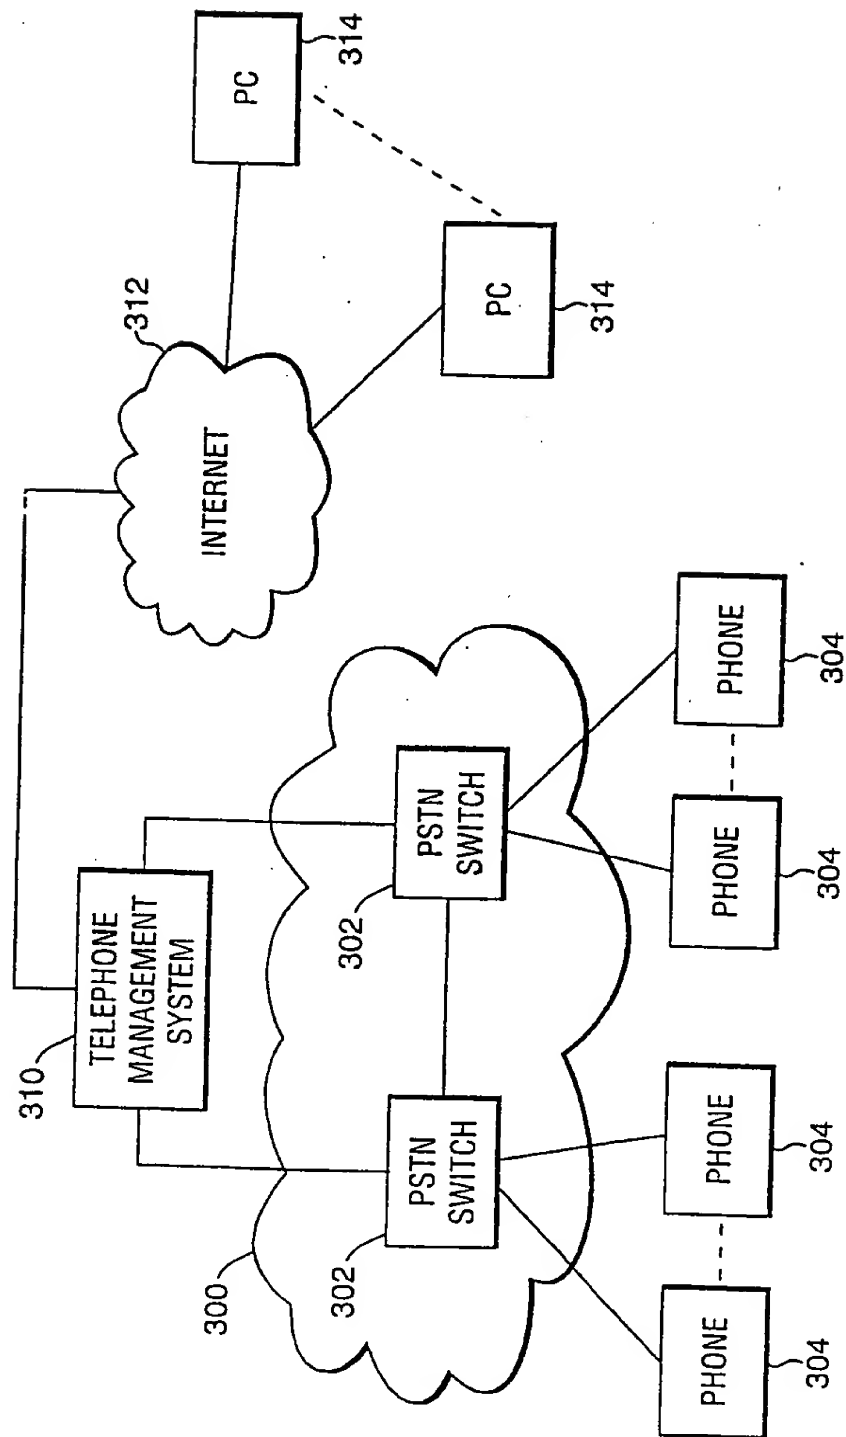 310
TELEPHONE
MANAGEMENT
SYSTEM
312
INTERNET
PC
314
PC
314
300
302
PSTN
SWITCH
302
PSTN
SWITCH
PHONE
304
PHONE
304
PHONE
304
PHONE
304